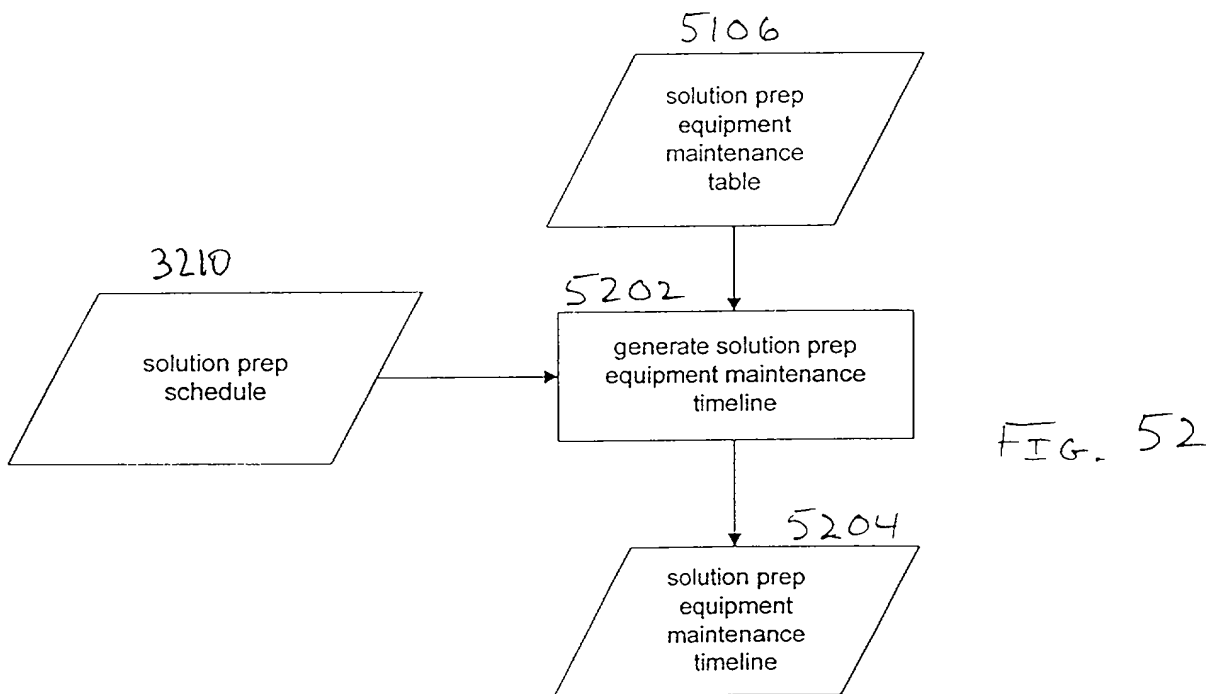 5106
solution prep
equipment
maintenance
table
3210
solution prep
schedule
5202
generate solution prep
equipment maintenance
timeline
FIG. 52
5204
solution prep
equipment
maintenance
timeline